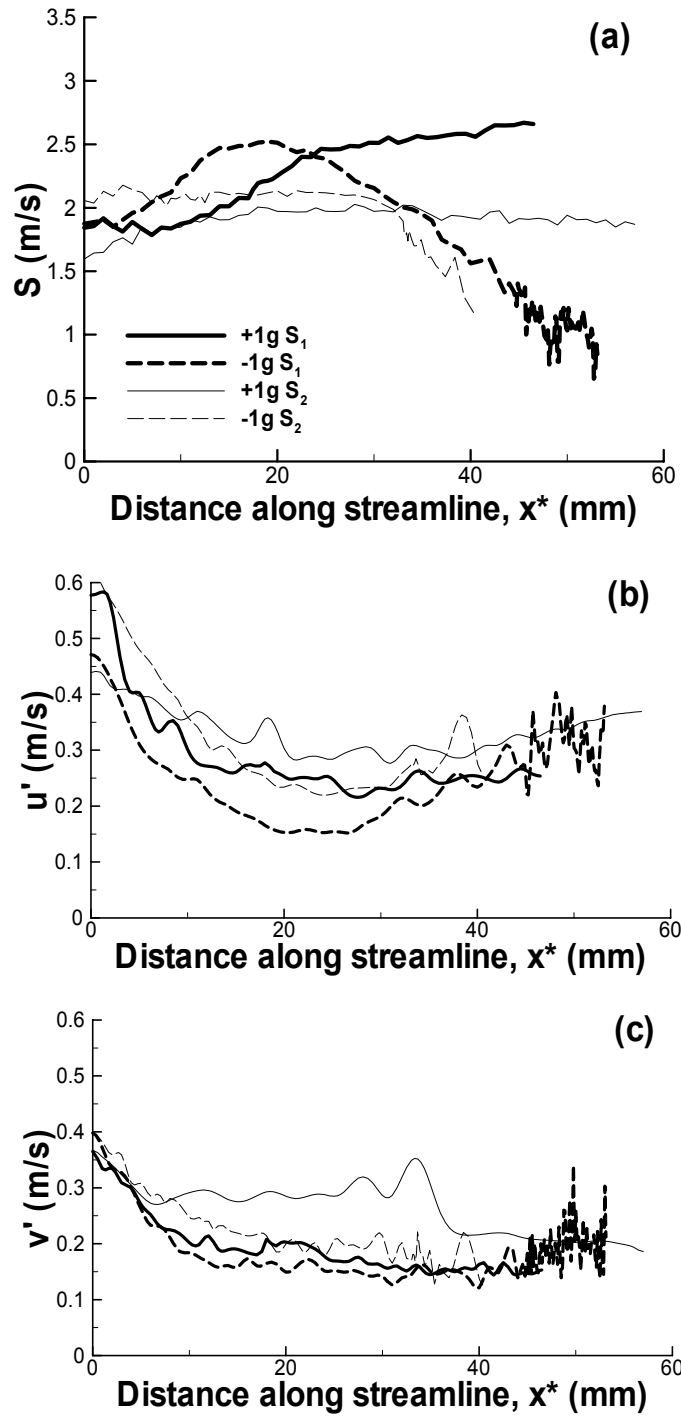 (a)
3.5
3
2.5
2
1.5
1
0.5
0
S (m/s)
+1g S₁
-1g S₁
+1g S₂
-1g S₂
0 20 40 60
Distance along streamline, x* (mm)
(b)
0.6
0.5
0.4
0.3
0.2
0.1
0
u' (m/s)
0 20 40 60
Distance along streamline, x* (mm)
(c)
0.6
0.5
0.4
0.3
0.2
0.1
0
v' (m/s)
0 20 40 60
Distance along streamline, x* (mm)